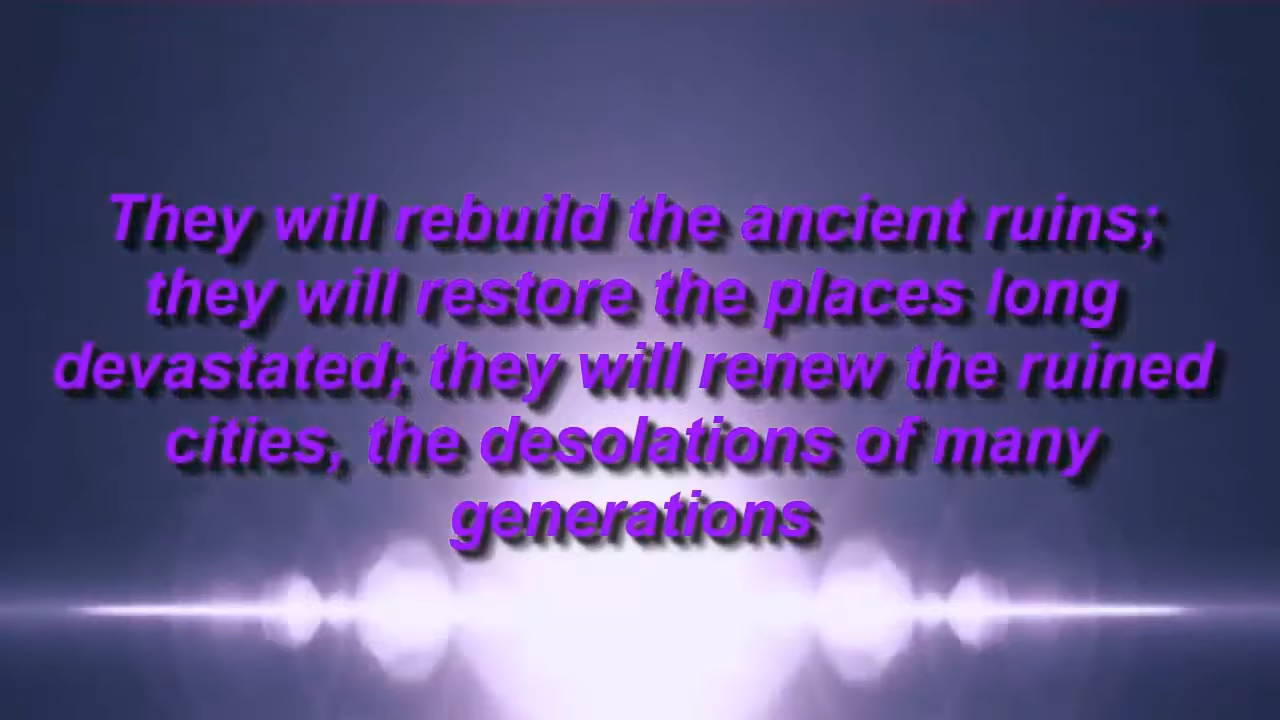 They will rebuild the ancient ruins;
they will restore the places long
devastated; they will renew the ruined
cities, the desolations of many
generations